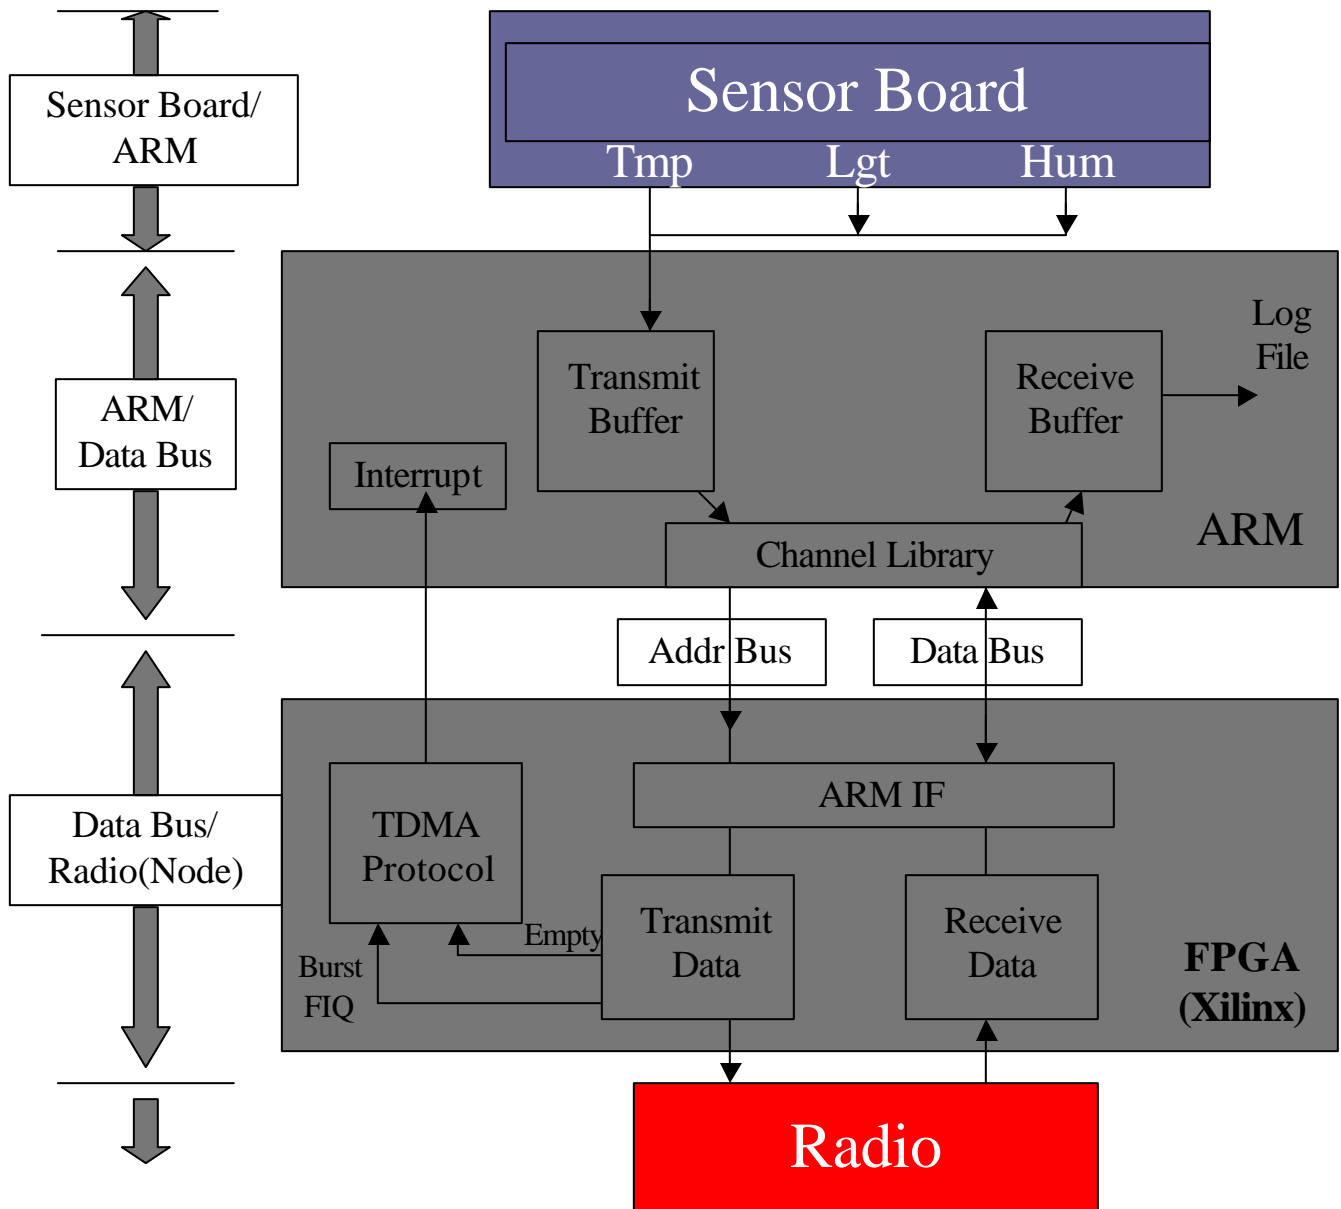 Sensor Board/
ARM
Sensor Board
Tmp Lgt Hum
ARM/
Data Bus
Log
File
Transmit
Buffer
Receive
Buffer
Interrupt
ARM
Channel Library
Addr Bus
Data Bus
Data Bus/
Radio(Node)
ARM IF
TDMA
Protocol
Transmit
Data
Receive
Data
Empty
Burst
FIQ
FPGA
(Xilinx)
Radio